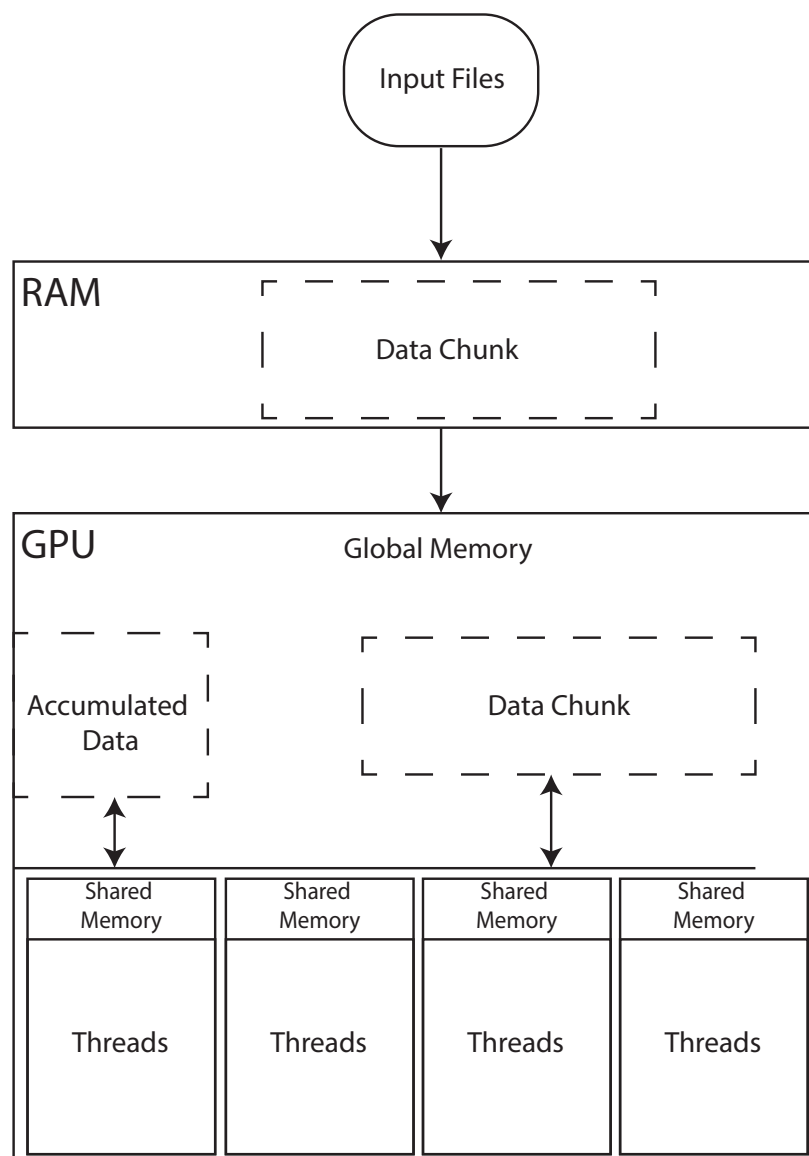 Input Files
RAM
Data Chunk
GPU
Global Memory
Accumulated
Data
Data Chunk
Shared
Memory
Shared
Memory
Shared
Memory
Shared
Memory
Threads
Threads
Threads
Threads